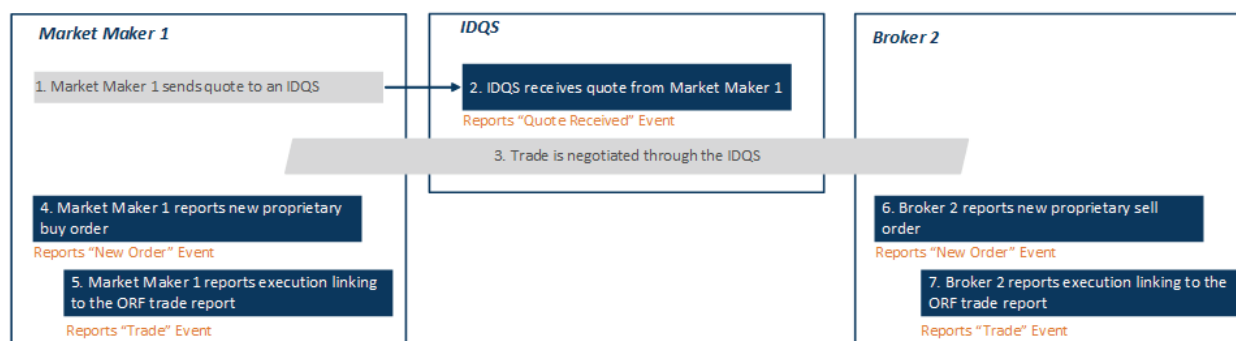 Market Maker 1
1. Market Maker 1 sends quote to an IDQS
4. Market Maker 1 reports new proprietary
buy order
Reports “New Order” Event
5. Market Maker 1 reports execution linking
to the ORF trade report
Reports “Trade” Event
IDQS
2. IDQS receives quote from Market Maker 1
Reports “Quote Received” Event
3. Trade is negotiated through the IDQS
Broker 2
6. Broker 2 reports new proprietary sell
order
Reports “New Order” Event
7. Broker 2 reports execution linking to the
ORF trade report
Reports “Trade” Event